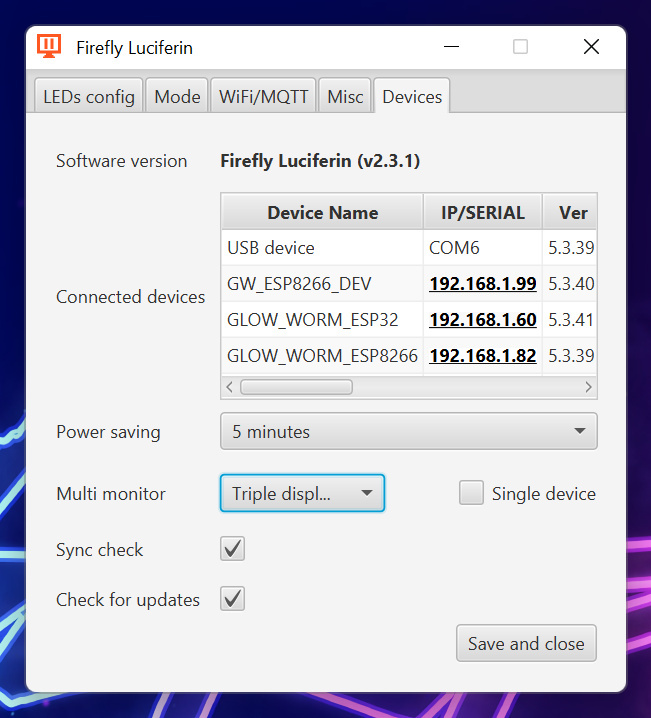 Firefly Luciferin
LEDs config Mode WiFi/MQTT Misc Devices
Software version Firefly Luciferin (v2.3.1)
Device Name IP/SERIAL Ver
USB device COM6 5.3.39
GW_ESP8266_DEV 192.168.1.99 5.3.40
Connected devices
GLOW_WORM_ESP32 192.168.1.60 5.3.41
GLOW_WORM_ESP8266 192.168.1.82 5.3.39
Power saving 5 minutes
Multi monitor Triple displ... Single device
Sync check
Check for updates
Save and close